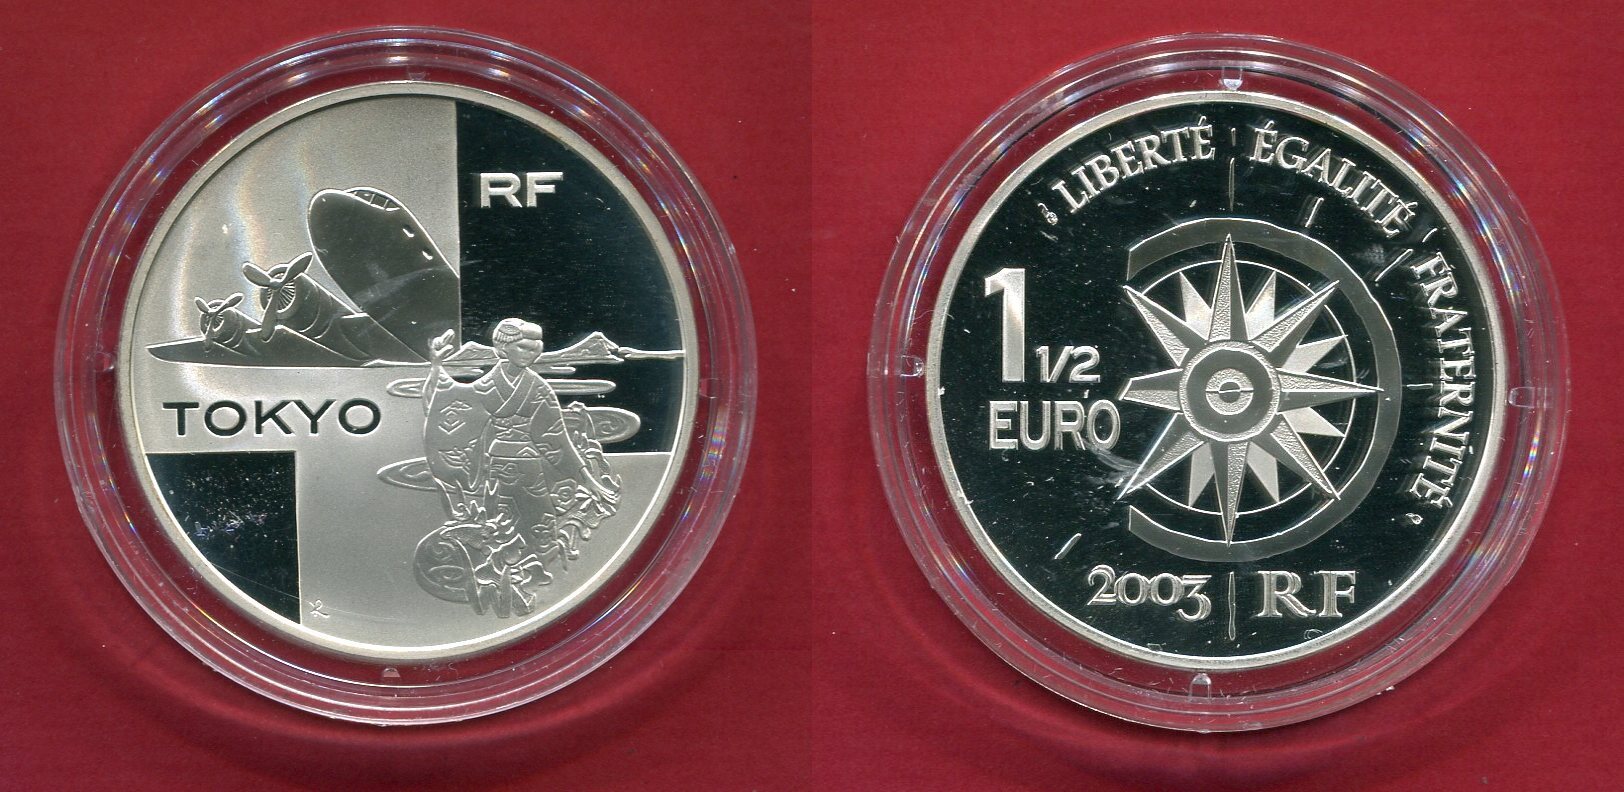 RF
TOKYO
LIBERTÉ ÉGALITÉ FRATERNITÉ
1 1/2
EURO
2003 RF